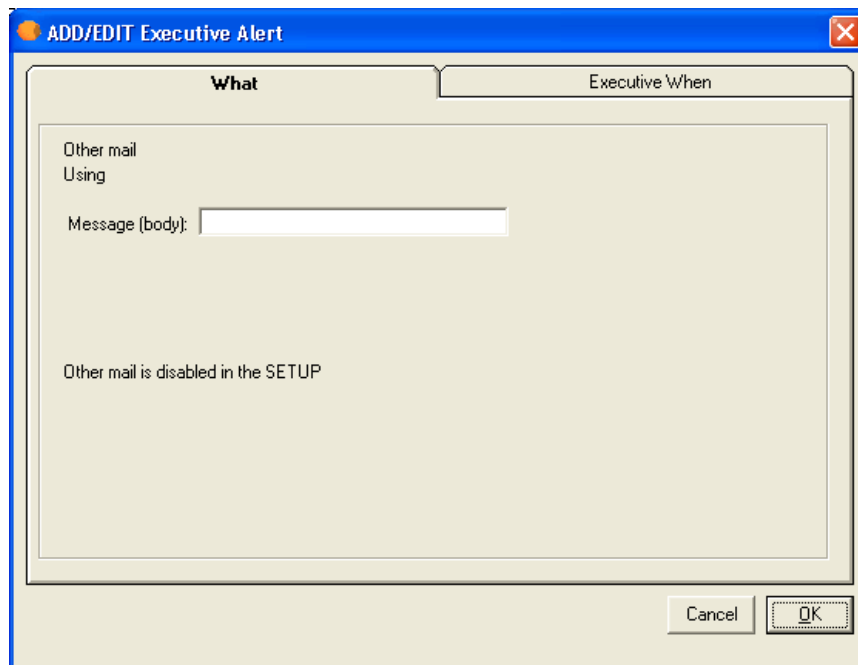 ADD/EDIT Executive Alert
What
Executive When
Other mail
Using
Message (body):
Other mail is disabled in the SETUP
Cancel
OK